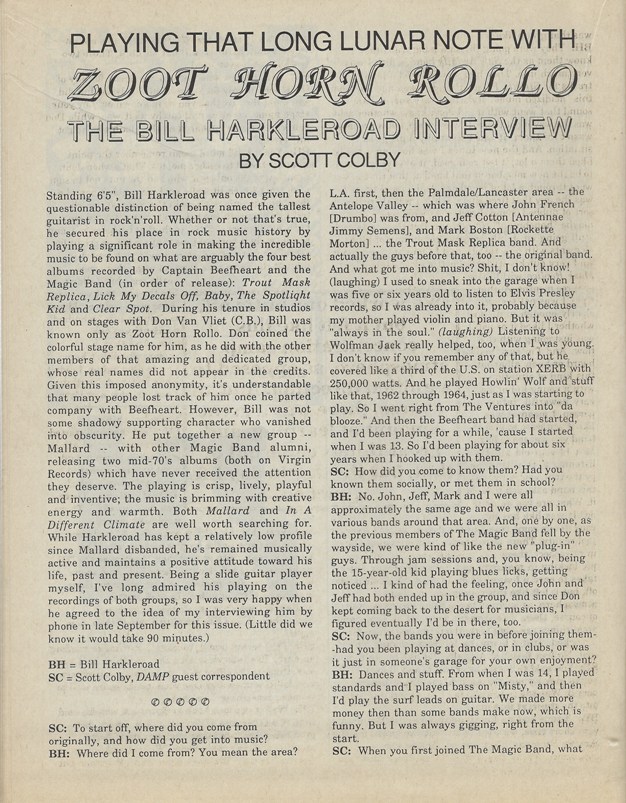 PLAYING THAT LONG LUNAR NOTE WITH
ZOOT HORN ROLLO
THE BILL HARKLEROAD INTERVIEW
BY SCOTT COLBY
Standing 6'5", Bill Harkleroad was once given the
questionable distinction of being named the tallest
guitarist in rock'n'roll. Whether or not that's true,
he secured his place in rock music history by
playing a significant role in making the incredible
music to be found on what are arguably the four best
albums recorded by Captain Beefheart and the
Magic Band (in order of release): Trout Mask
Replica, Lick My Decals Off, Baby, The Spotlight
Kid and Clear Spot. During his tenure in studios
and on stages with Don Van Vliet (C.B.), Bill was
known only as Zoot Horn Rollo. Don coined the
colorful stage name for him, as he did with the other
members of that amazing and dedicated group,
whose real names did not appear in the credits.
Given this imposed anonymity, it's understandable
that many people lost track of him once he parted
company with Beefheart. However, Bill was not
some shadowy supporting character who vanished
into obscurity. He put together a new group --
Mallard -- with other Magic Band alumni,
releasing two mid-70's albums (both on Virgin
Records) which have never received the attention
they deserve. The playing is crisp, lively, playful
and inventive; the music is brimming with creative
energy and warmth. Both Mallard and In A
Different Climate are well worth searching for.
While Harkleroad has kept a relatively low profile
since Mallard disbanded, he's remained musically
active and maintains a positive attitude toward his
life, past and present. Being a slide guitar player
myself, I've long admired his playing on the
recordings of both groups, so I was very happy when
he agreed to the idea of my interviewing him by
phone in late September for this issue. (Little did we
know it would take 90 minutes.)
BH = Bill Harkleroad
SC = Scott Colby, DAMP guest correspondent
✆ ✆ ✆ ✆ ✆
SC: To start off, where did you come from
originally, and how did you get into music?
BH: Where did I come from? You mean the area?
L.A. first, then the Palmdale/Lancaster area -- the
Antelope Valley -- which was where John French
[Drumbo] was from, and Jeff Cotton [Antennae
Jimmy Semens], and Mark Boston [Rockette
Morton] ... the Trout Mask Replica band. And
actually the guys before that, too -- the original band.
And what got me into music? Shit, I don't know!
(laughing) I used to sneak into the garage when I
was five or six years old to listen to Elvis Presley
records, so I was already into it, probably because
my mother played violin and piano. But it was
"always in the soul." (laughing) Listening to
Wolfman Jack really helped, too, when I was young.
I don't know if you remember any of that, but he
covered like a third of the U.S. on station XERB with
250,000 watts. And he played Howlin' Wolf and stuff
like that, 1962 through 1964, just as I was starting to
play. So I went right from The Ventures into "da
blooze." And then the Beefheart band had started,
and I'd been playing for a while, 'cause I started
when I was 13. So I'd been playing for about six
years when I hooked up with them.
SC: How did you come to know them? Had you
known them socially, or met them in school?
BH: No. John, Jeff, Mark and I were all
approximately the same age and we were all in
various bands around that area. And, one by one, as
the previous members of The Magic Band fell by the
wayside, we were kind of like the new "plug-in"
guys. Through jam sessions and, you know, being
the 15-year-old kid playing blues licks, getting
noticed ... I kind of had the feeling, once John and
Jeff had both ended up in the group, and since Don
kept coming back to the desert for musicians, I
figured eventually I'd be in there, too.
SC: Now, the bands you were in before joining them-
-had you been playing at dances, or in clubs, or was
it just in someone's garage for your own enjoyment?
BH: Dances and stuff. From when I was 14, I played
standards and I played bass on "Misty," and then
I'd play the surf leads on guitar. We made more
money then than some bands make now, which is
funny. But I was always gigging, right from the
start.
SC: When you first joined The Magic Band, what